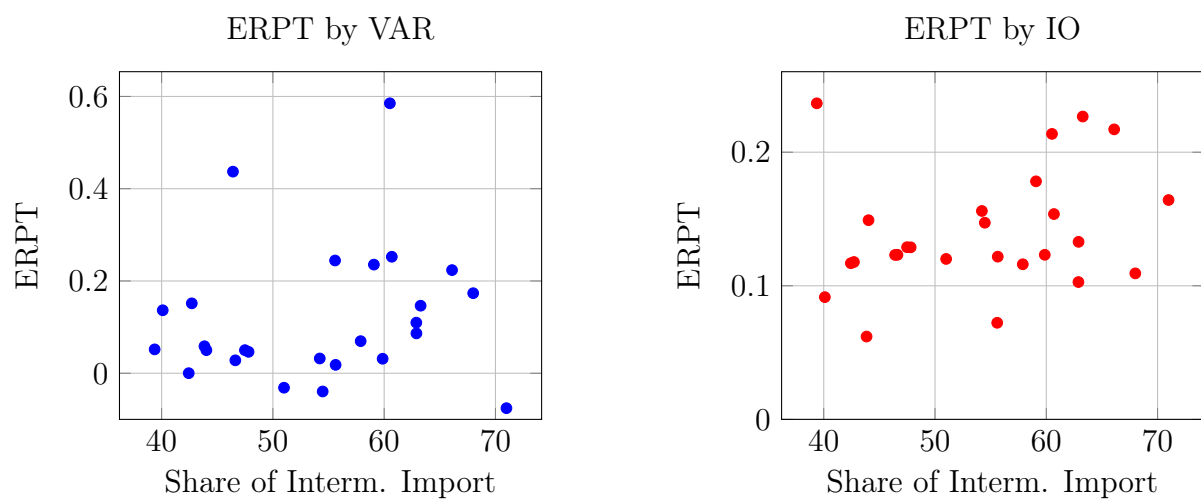 ERPT by VAR
0.6
0.4
0.2
0
ERPT
40 50 60 70
Share of Interm. Import
ERPT by IO
0.2
0.1
0
ERPT
40 50 60 70
Share of Interm. Import